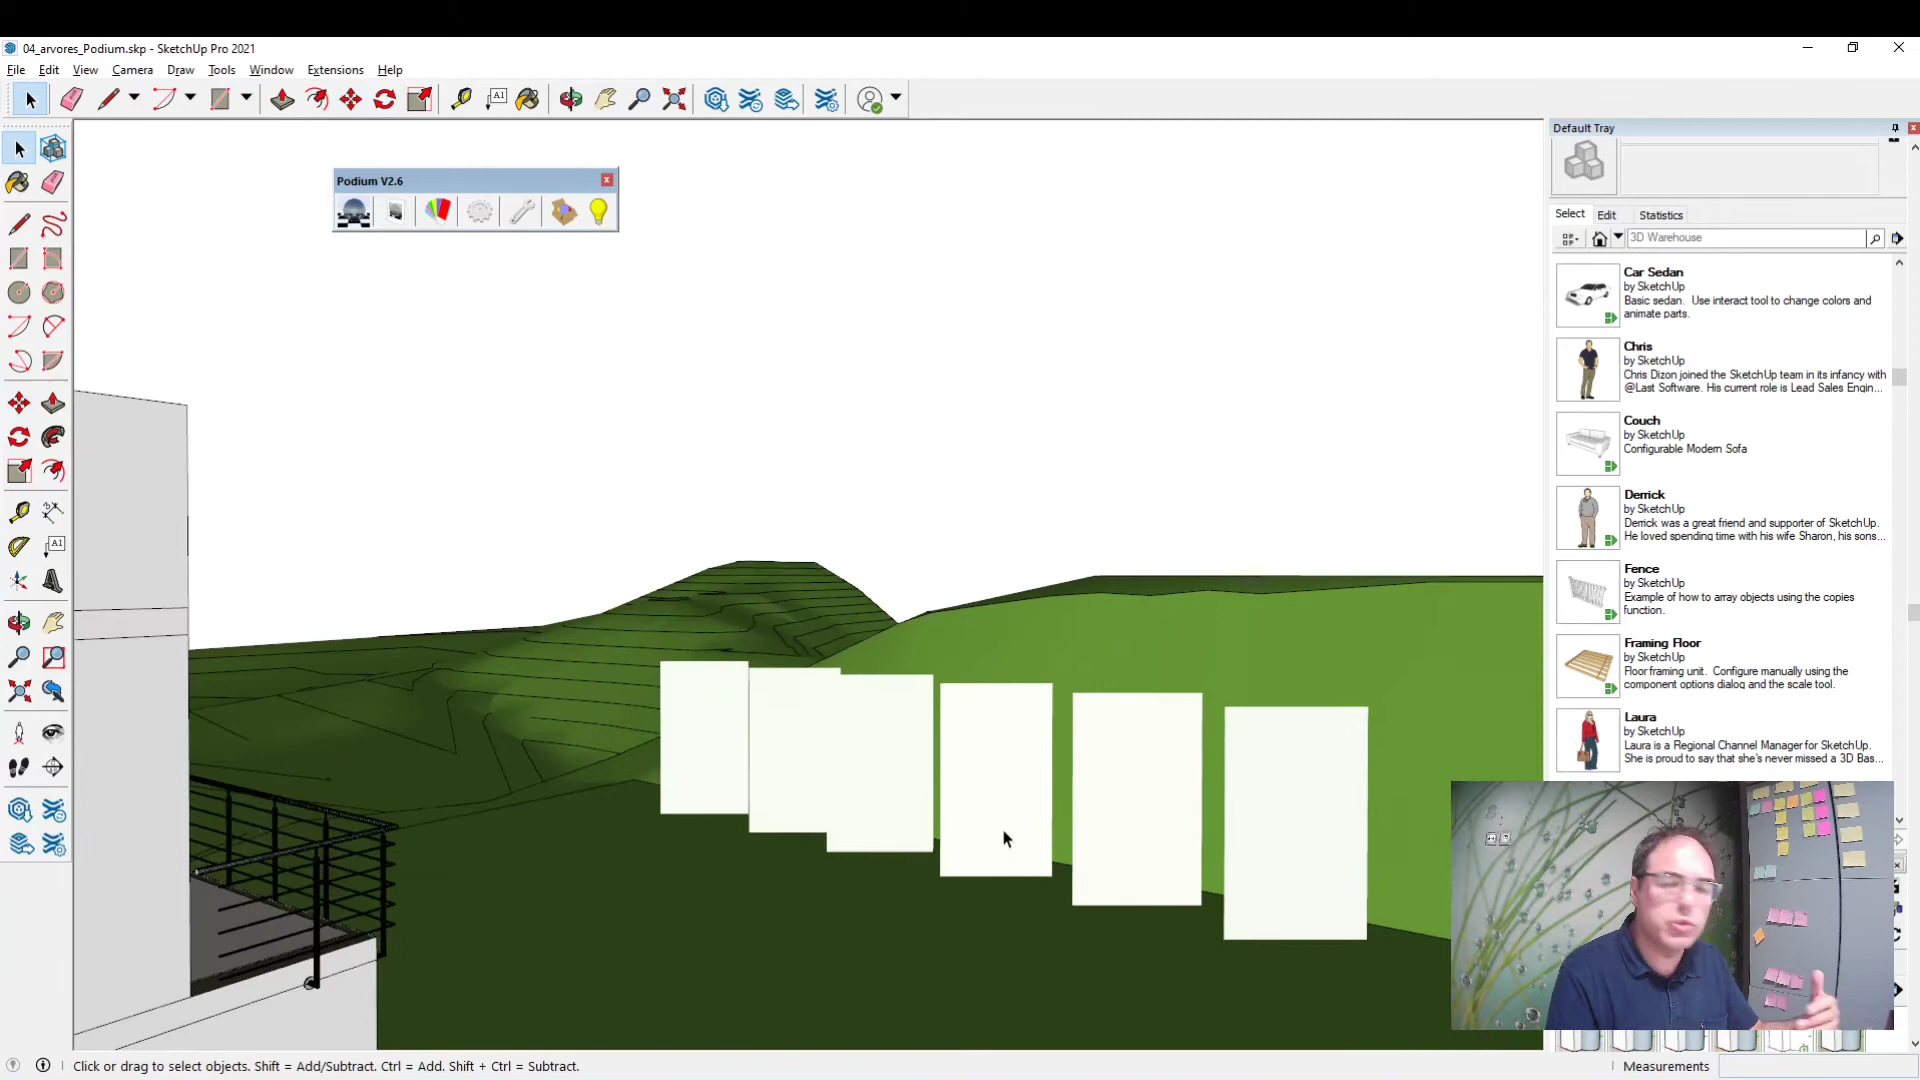 04_arvores_Podium.skp - SketchUp Pro 2021
File Edit View Camera Draw Tools Window Extensions Help
A1
Default Tray
Podium V2.6
Select Edit Statistics
3D Warehouse
Car Sedan
by SketchUp
Basic sedan. Use interact tool to change colors and
animate parts.
Chris
by SketchUp
Chris Dizon joined the SketchUp team in its infancy with
@Last Software. His current role is Lead Sales Engin...
Couch
by SketchUp
Configurable Modern Sofa
Derrick
by SketchUp
Derrick was a great friend and supporter of SketchUp.
He loved spending time with his wife Sharon, his sons...
Fence
by SketchUp
Example of how to array objects using the copies
function.
A1
Framing Floor
by SketchUp
Floor framing unit. Configure manually using the
component options dialog and the scale tool.
Laura
by SketchUp
Laura is a Regional Channel Manager for SketchUp.
She is proud to say that she's never missed a 3D Bas...
Click or drag to select objects. Shift = Add/Subtract. Ctrl = Add. Shift + Ctrl = Subtract.
Measurements